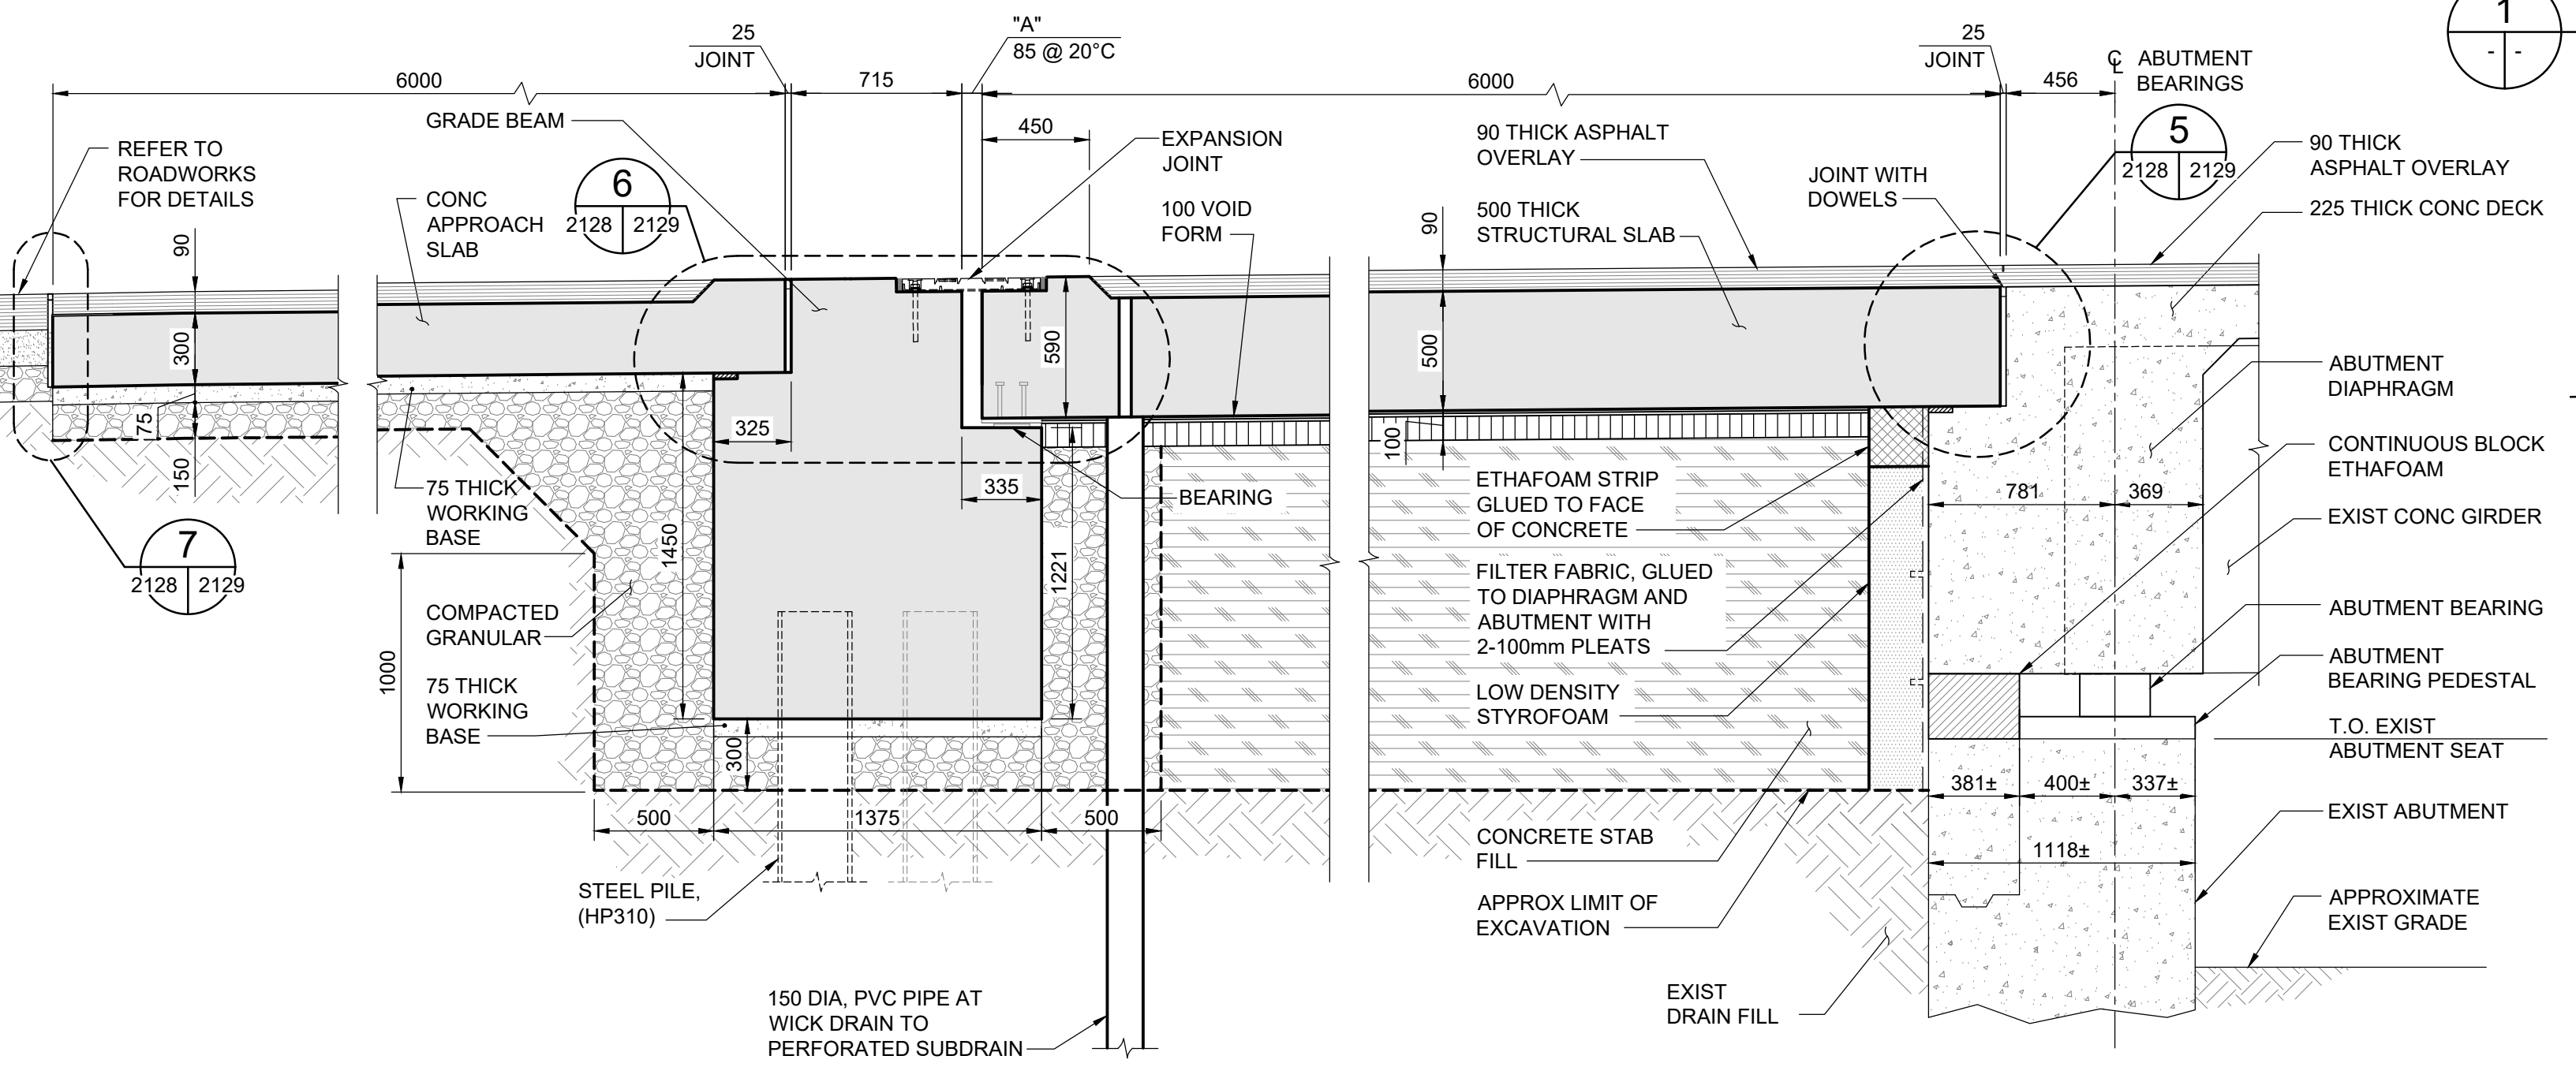 25
JOINT
"A"
85 @ 20°C
25
JOINT
℄ ABUTMENT
BEARINGS
1
- -
6000
715
6000
456
GRADE BEAM
450
REFER TO
ROADWORKS
FOR DETAILS
CONC
APPROACH
SLAB
6
2128 2129
EXPANSION
JOINT
100 VOID
FORM
90 THICK ASPHALT
OVERLAY
500 THICK
STRUCTURAL SLAB
JOINT WITH
DOWELS
5
2128 2129
90 THICK
ASPHALT OVERLAY
225 THICK CONC DECK
90
300
75
150
90
500
100
590
325
335
1450
1221
BEARING
75 THICK
WORKING
BASE
7
2128 2129
COMPACTED
GRANULAR
1000
75 THICK
WORKING
BASE
300
500
1375
500
STEEL PILE,
(HP310)
150 DIA, PVC PIPE AT
WICK DRAIN TO
PERFORATED SUBDRAIN
ETHAFOAM STRIP
GLUED TO FACE
OF CONCRETE
FILTER FABRIC, GLUED
TO DIAPHRAGM AND
ABUTMENT WITH
2-100mm PLEATS
LOW DENSITY
STYROFOAM
CONCRETE STAB
FILL
APPROX LIMIT OF
EXCAVATION
EXIST
DRAIN FILL
781
369
381±
400±
337±
1118±
ABUTMENT
DIAPHRAGM
CONTINUOUS BLOCK
ETHAFOAM
EXIST CONC GIRDER
ABUTMENT BEARING
ABUTMENT
BEARING PEDESTAL
T.O. EXIST
ABUTMENT SEAT
EXIST ABUTMENT
APPROXIMATE
EXIST GRADE